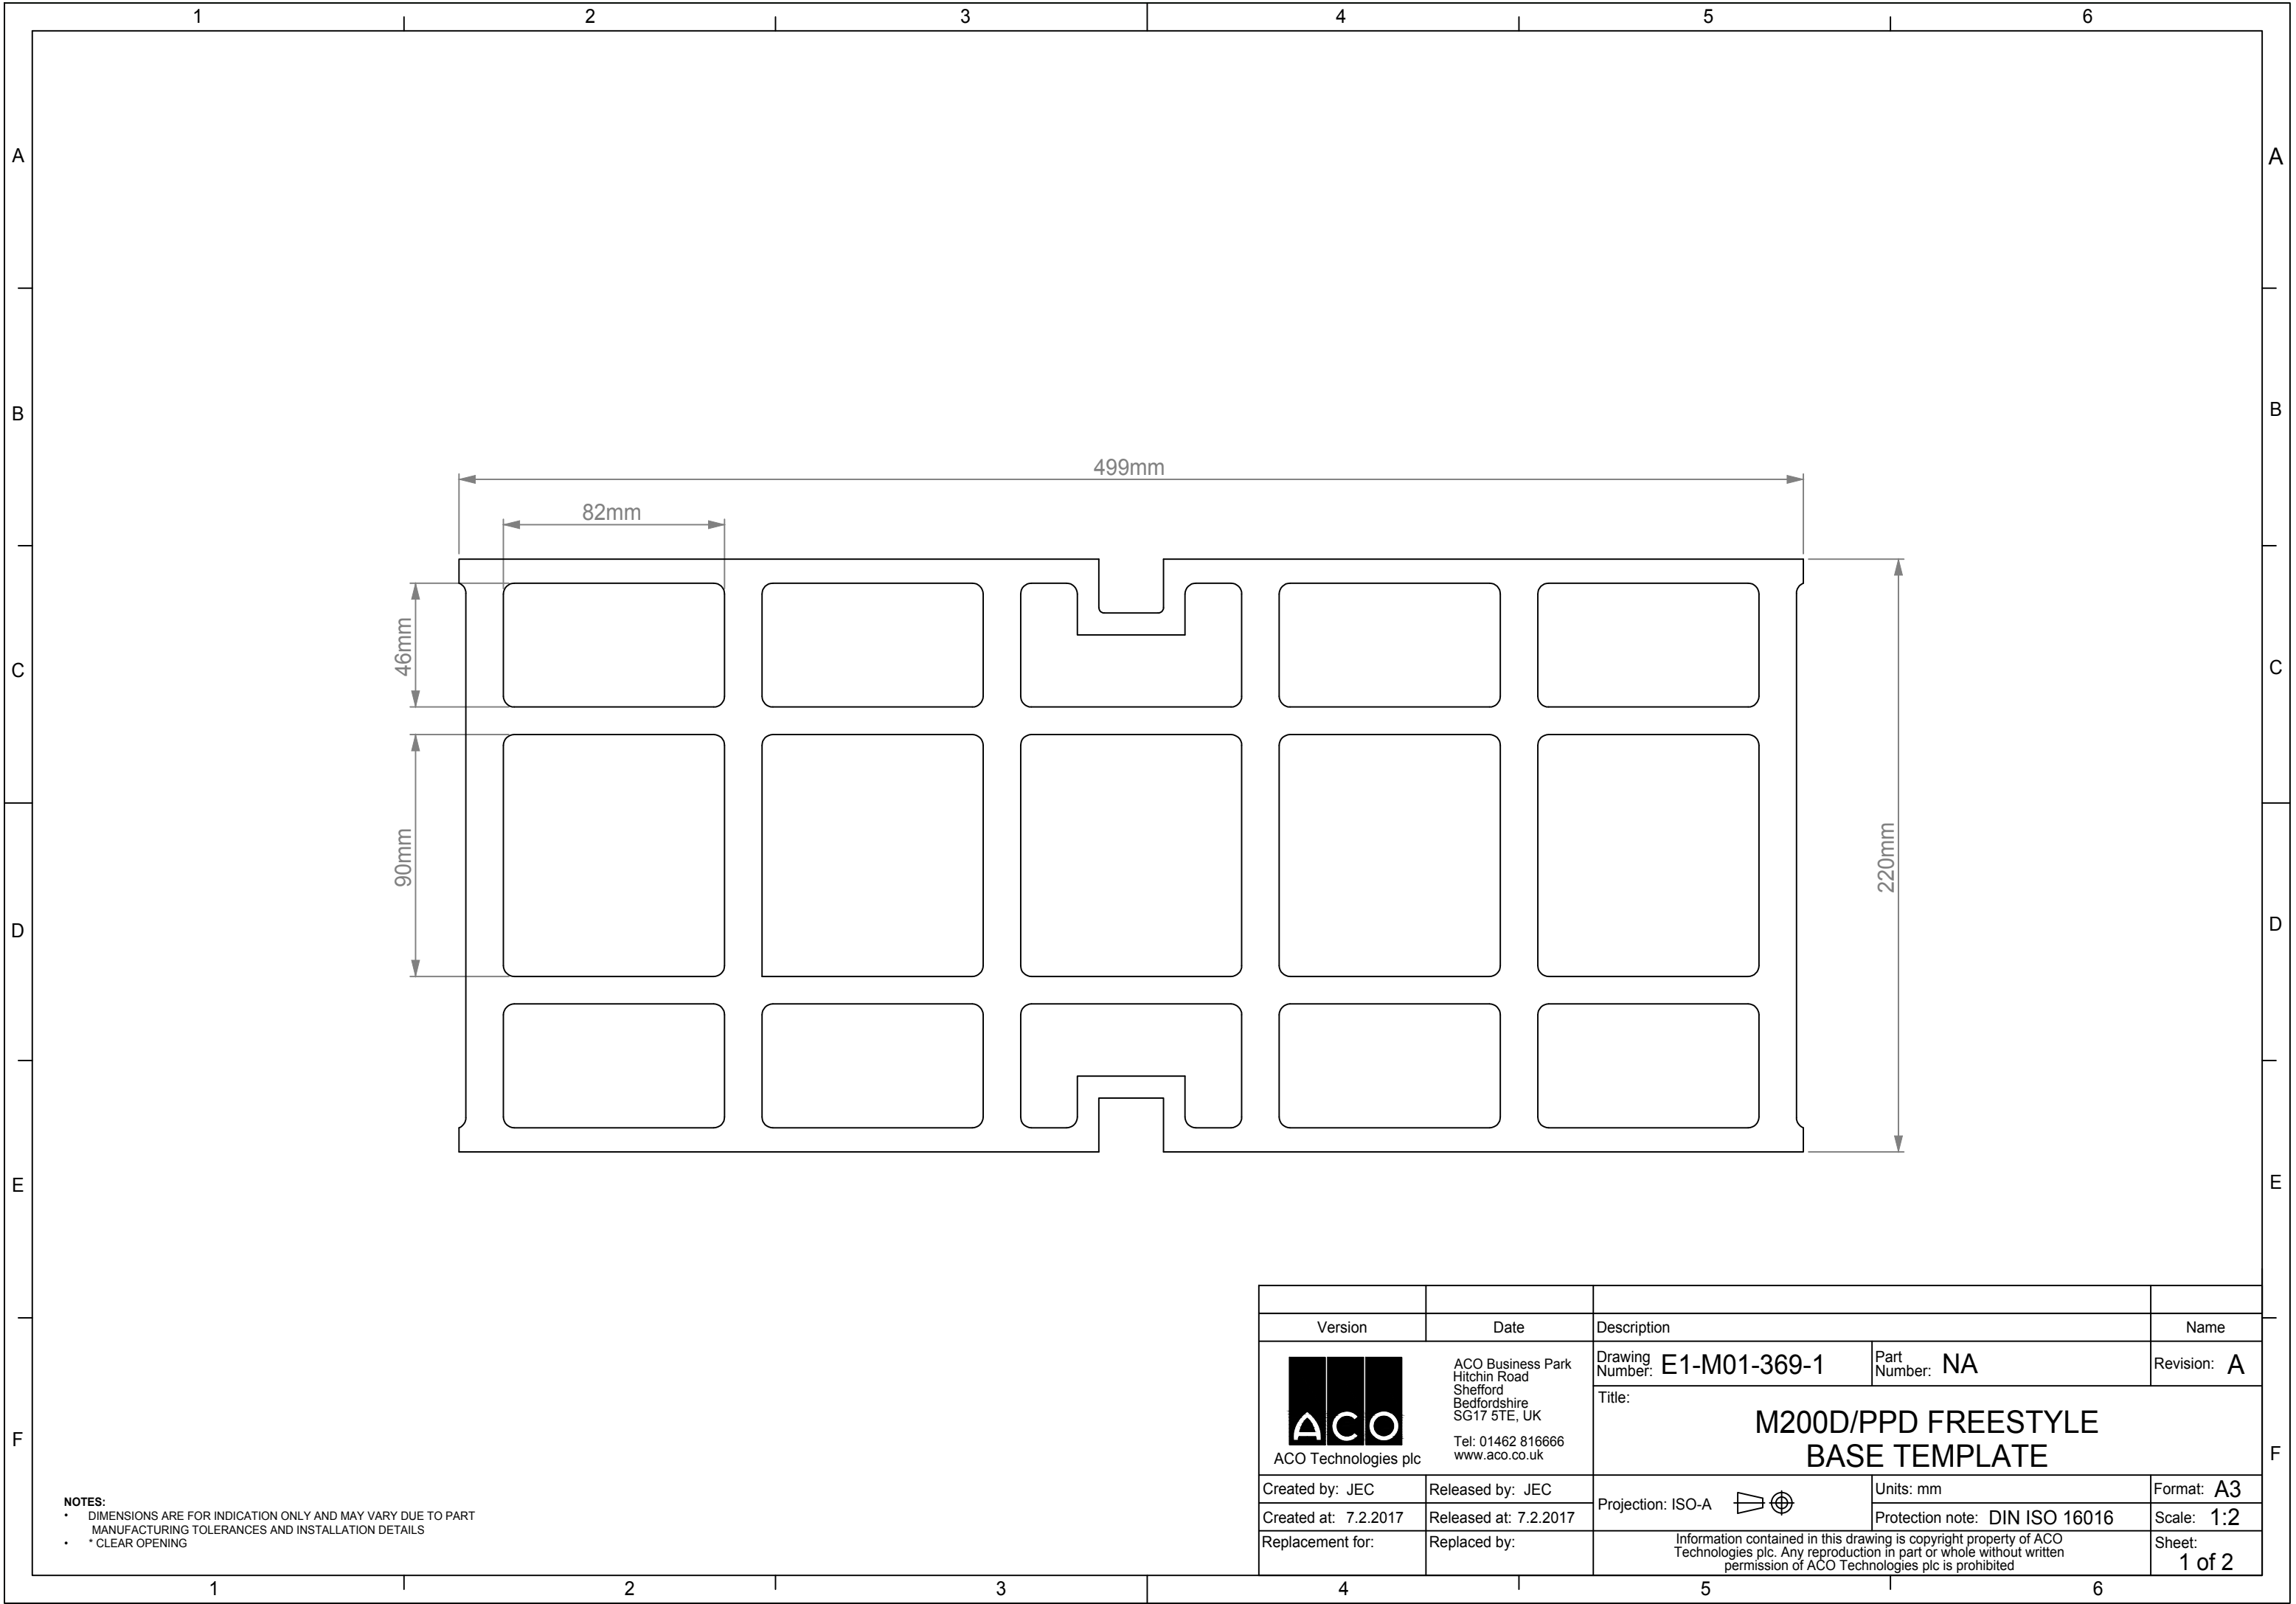 1 2 3 4 5 6
A A
B B
499mm
82mm
46mm
C C
90mm
220mm
D D
E E
Version Date Description Name
ACO
ACO Technologies plc
ACO Business Park
Hitchin Road
Shefford
Bedfordshire
SG17 5TE, UK
Tel: 01462 816666
www.aco.co.uk
Drawing
Number: E1-M01-369-1
Part
Number: NA
Revision: A
Title:
M200D/PPD FREESTYLE
BASE TEMPLATE
F F
Created by: JEC
Released by: JEC
Projection: ISO-A
Units: mm
Format: A3
Created at: 7.2.2017
Released at: 7.2.2017
Protection note: DIN ISO 16016
Scale: 1:2
Replacement for:
Replaced by:
Information contained in this drawing is copyright property of ACO
Technologies plc. Any reproduction in part or whole without written
permission of ACO Technologies plc is prohibited
Sheet:
1 of 2
NOTES:
• DIMENSIONS ARE FOR INDICATION ONLY AND MAY VARY DUE TO PART
MANUFACTURING TOLERANCES AND INSTALLATION DETAILS
• * CLEAR OPENING
1 2 3 4 5 6